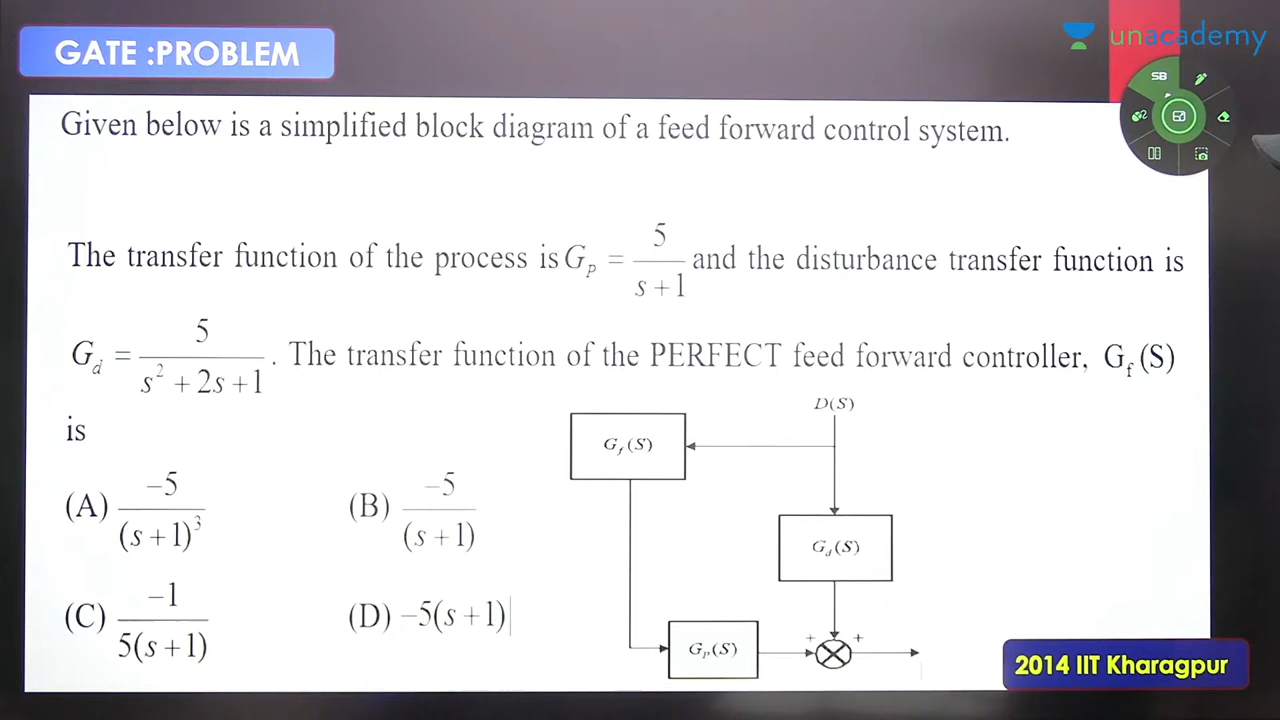 GATE :PROBLEM
unacademy
SB
Given below is a simplified block diagram of a feed forward control system.
The transfer function of the process is G_p = 5/(s+1) and the disturbance transfer function is
G_d = 5/(s² + 2s + 1). The transfer function of the PERFECT feed forward controller, G_f (S)
is
(A) −5/(s+1)³
(B) −5/(s+1)
(C) −1/5(s+1)
(D) −5(s+1)
D(S)
G_f (S)
G_d (S)
G_P (S)
+ +
2014 IIT Kharagpur